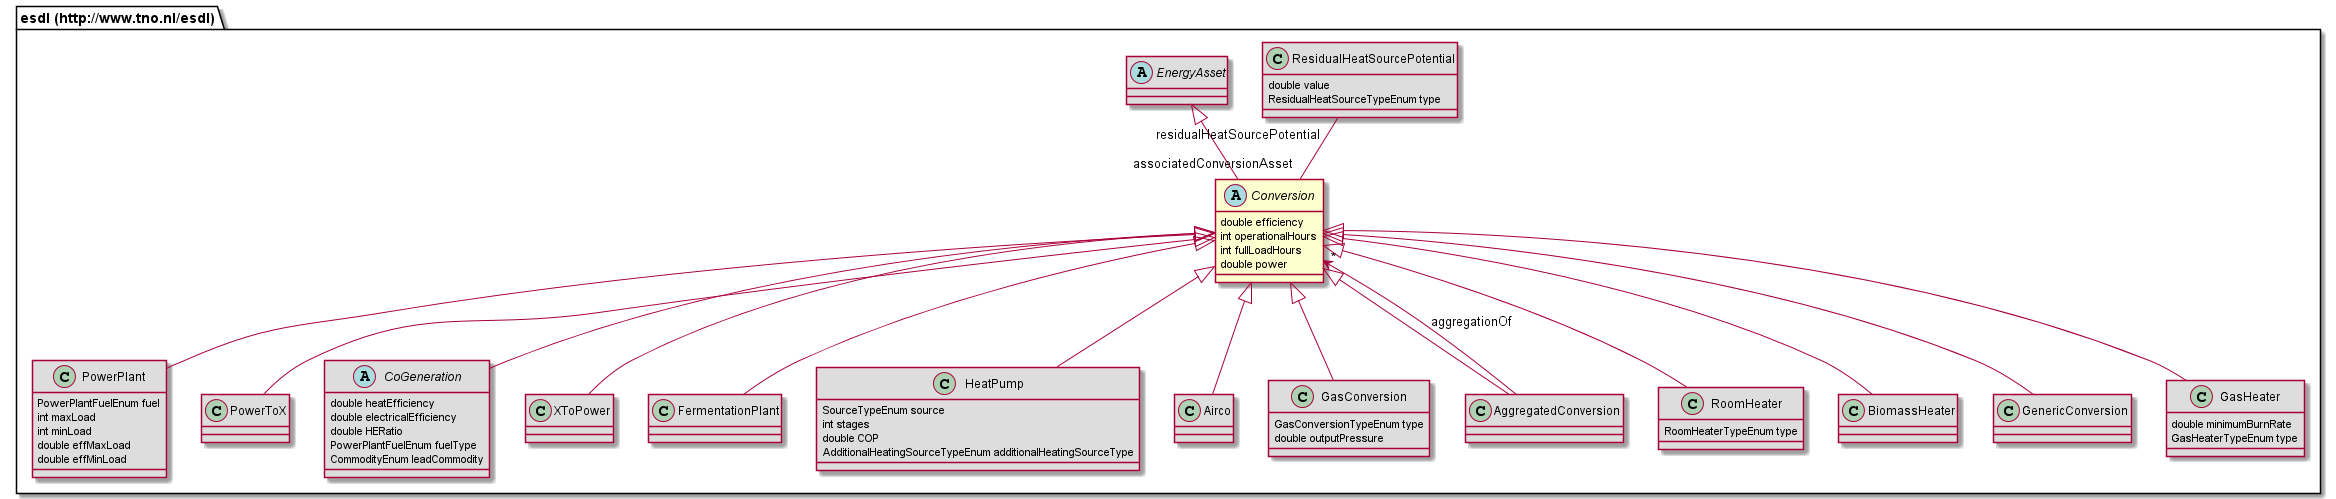 esdl (http://www.tno.nl/esdl)
A EnergyAsset
C ResidualHeatSourcePotential
double value
ResidualHeatSourceTypeEnum type
residualHeatSourcePotential
associatedConversionAsset
A Conversion
double efficiency
int operationalHours
int fullLoadHours
double power
*
aggregationOf
C PowerPlant
PowerPlantFuelEnum fuel
int maxLoad
int minLoad
double effMaxLoad
double effMinLoad
C PowerToX
A CoGeneration
double heatEfficiency
double electricalEfficiency
double HERatio
PowerPlantFuelEnum fuelType
CommodityEnum leadCommodity
C XToPower
C FermentationPlant
C HeatPump
SourceTypeEnum source
int stages
double COP
AdditionalHeatingSourceTypeEnum additionalHeatingSourceType
C Airco
C GasConversion
GasConversionTypeEnum type
double outputPressure
C AggregatedConversion
C RoomHeater
RoomHeaterTypeEnum type
C BiomassHeater
C GenericConversion
C GasHeater
double minimumBurnRate
GasHeaterTypeEnum type